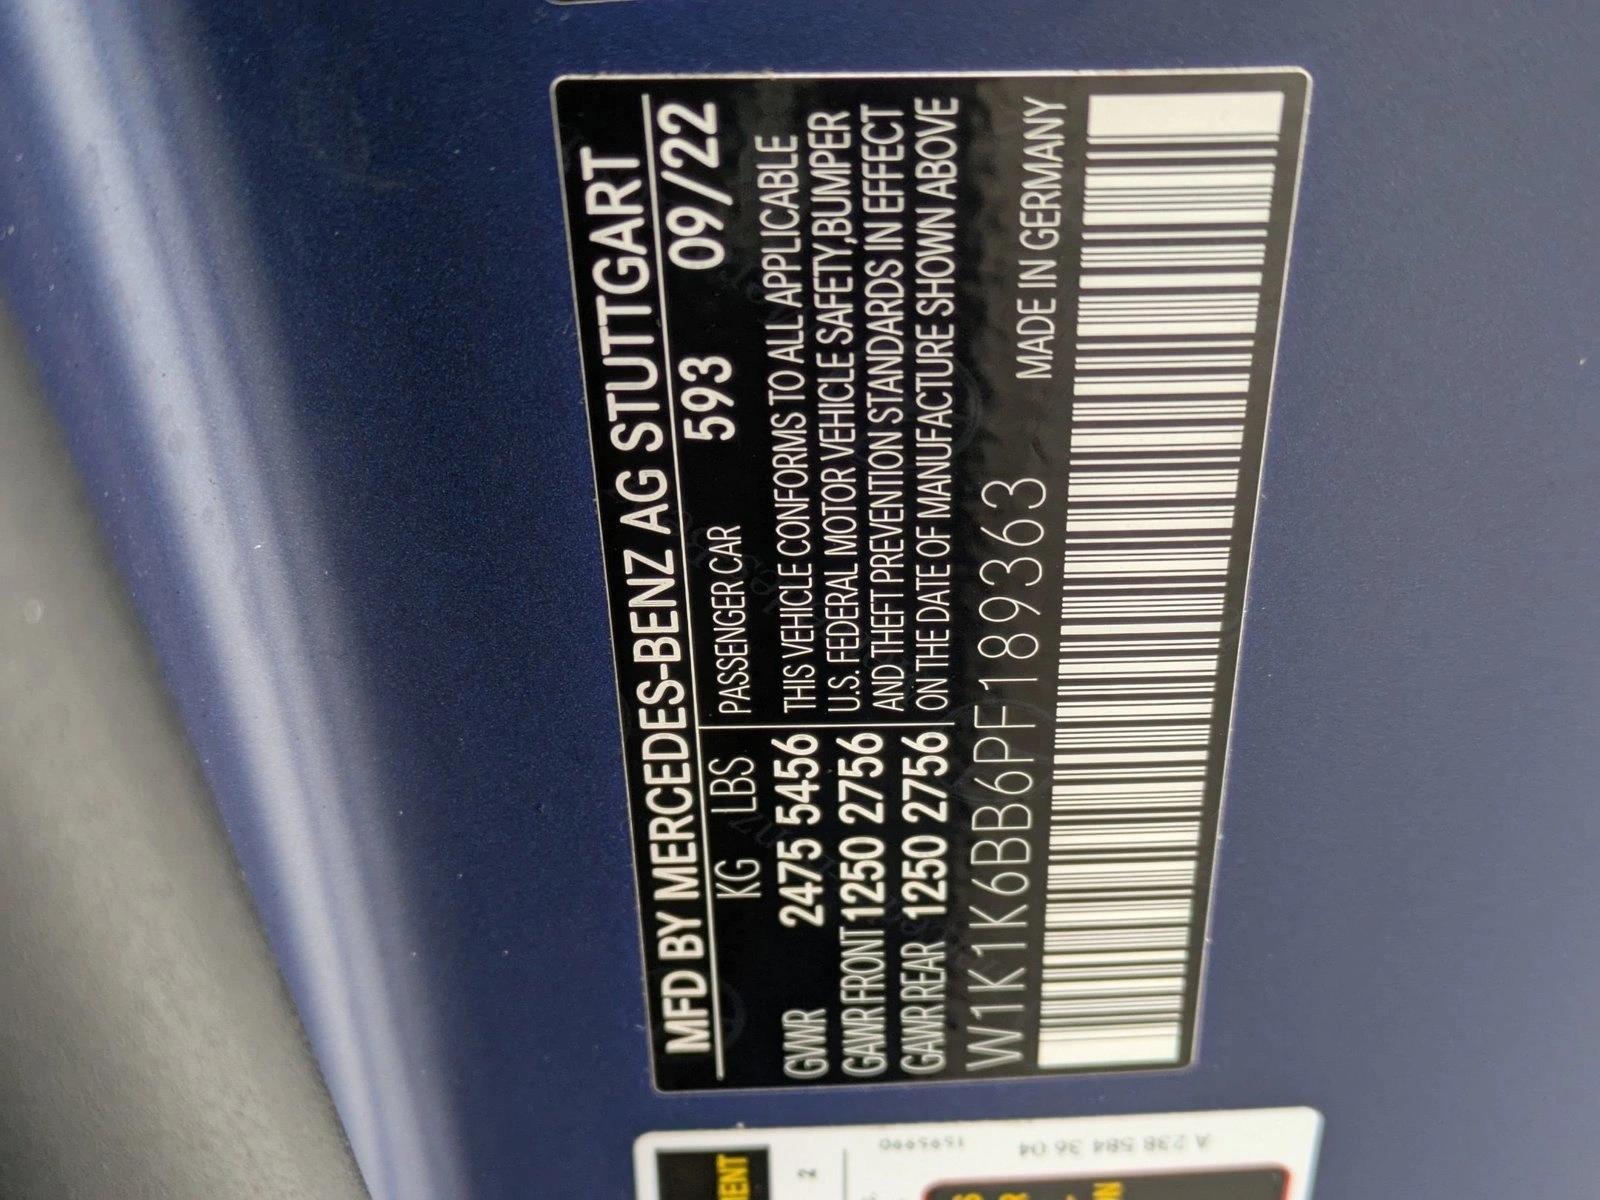 MFD BY MERCEDES-BENZ AG STUTTGART
593 09/22
KG LBS
PASSENGER CAR
GVWR 2475 5456
GAWR FRONT 1250 2756
GAWR REAR 1250 2756
THIS VEHICLE CONFORMS TO ALL APPLICABLE
U.S. FEDERAL MOTOR VEHICLE SAFETY,BUMPER
AND THEFT PREVENTION STANDARDS IN EFFECT
ON THE DATE OF MANUFACTURE SHOWN ABOVE
W1K1K6BB6PF189363
MADE IN GERMANY
A 238 584 36 04
2